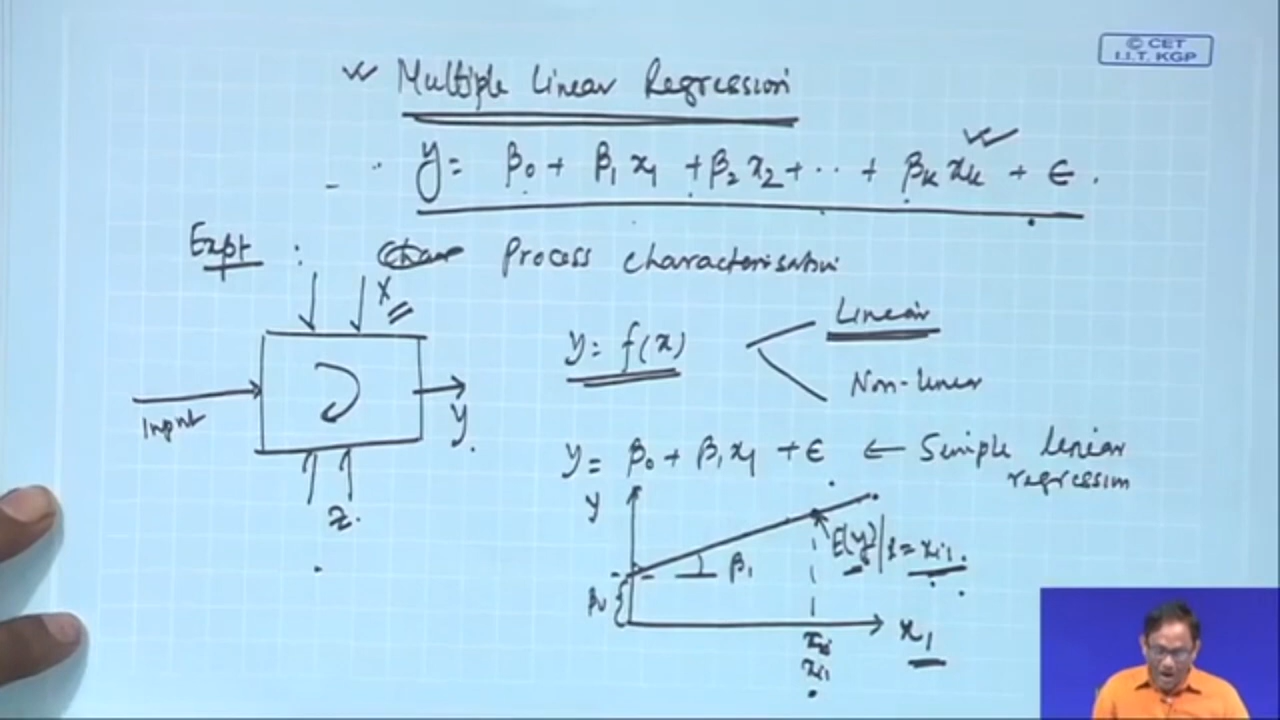 © CET
I.I.T. KGP
Multiple Linear Regression
y = β₀ + β₁ x₁ + β₂ x₂ + ·· + βₖ xₖ + ϵ .
Expt : Process characterisation
X
y = f(x)
Linear
Non-linear
Input
y
Z
y = β₀ + β₁ x₁ + ϵ ← Simple linear
regression
y
E(y)|x = xᵢ₁
β₁
β₀
x₁
xᵢ₁